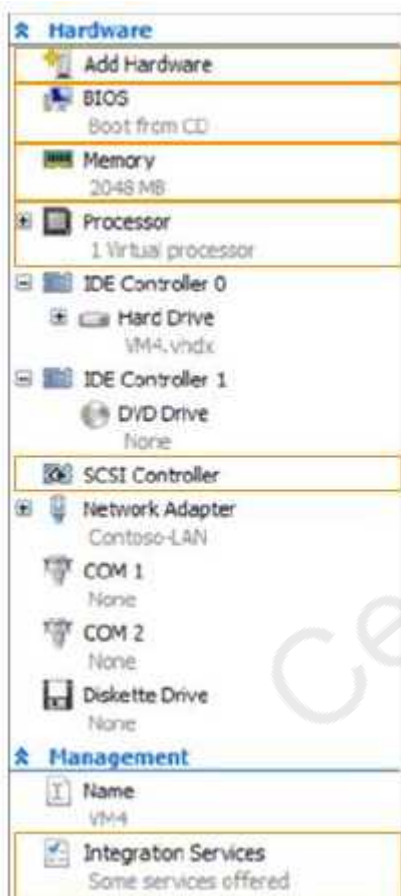 Hardware
Add Hardware
BIOS
Boot from CD
Memory
2048 MB
Processor
1 Virtual processor
IDE Controller 0
Hard Drive
VM4.vhdx
IDE Controller 1
DVD Drive
None
SCSI Controller
Network Adapter
Contoso-LAN
COM 1
None
COM 2
None
Diskette Drive
None
Management
Name
VM4
Integration Services
Some services offered